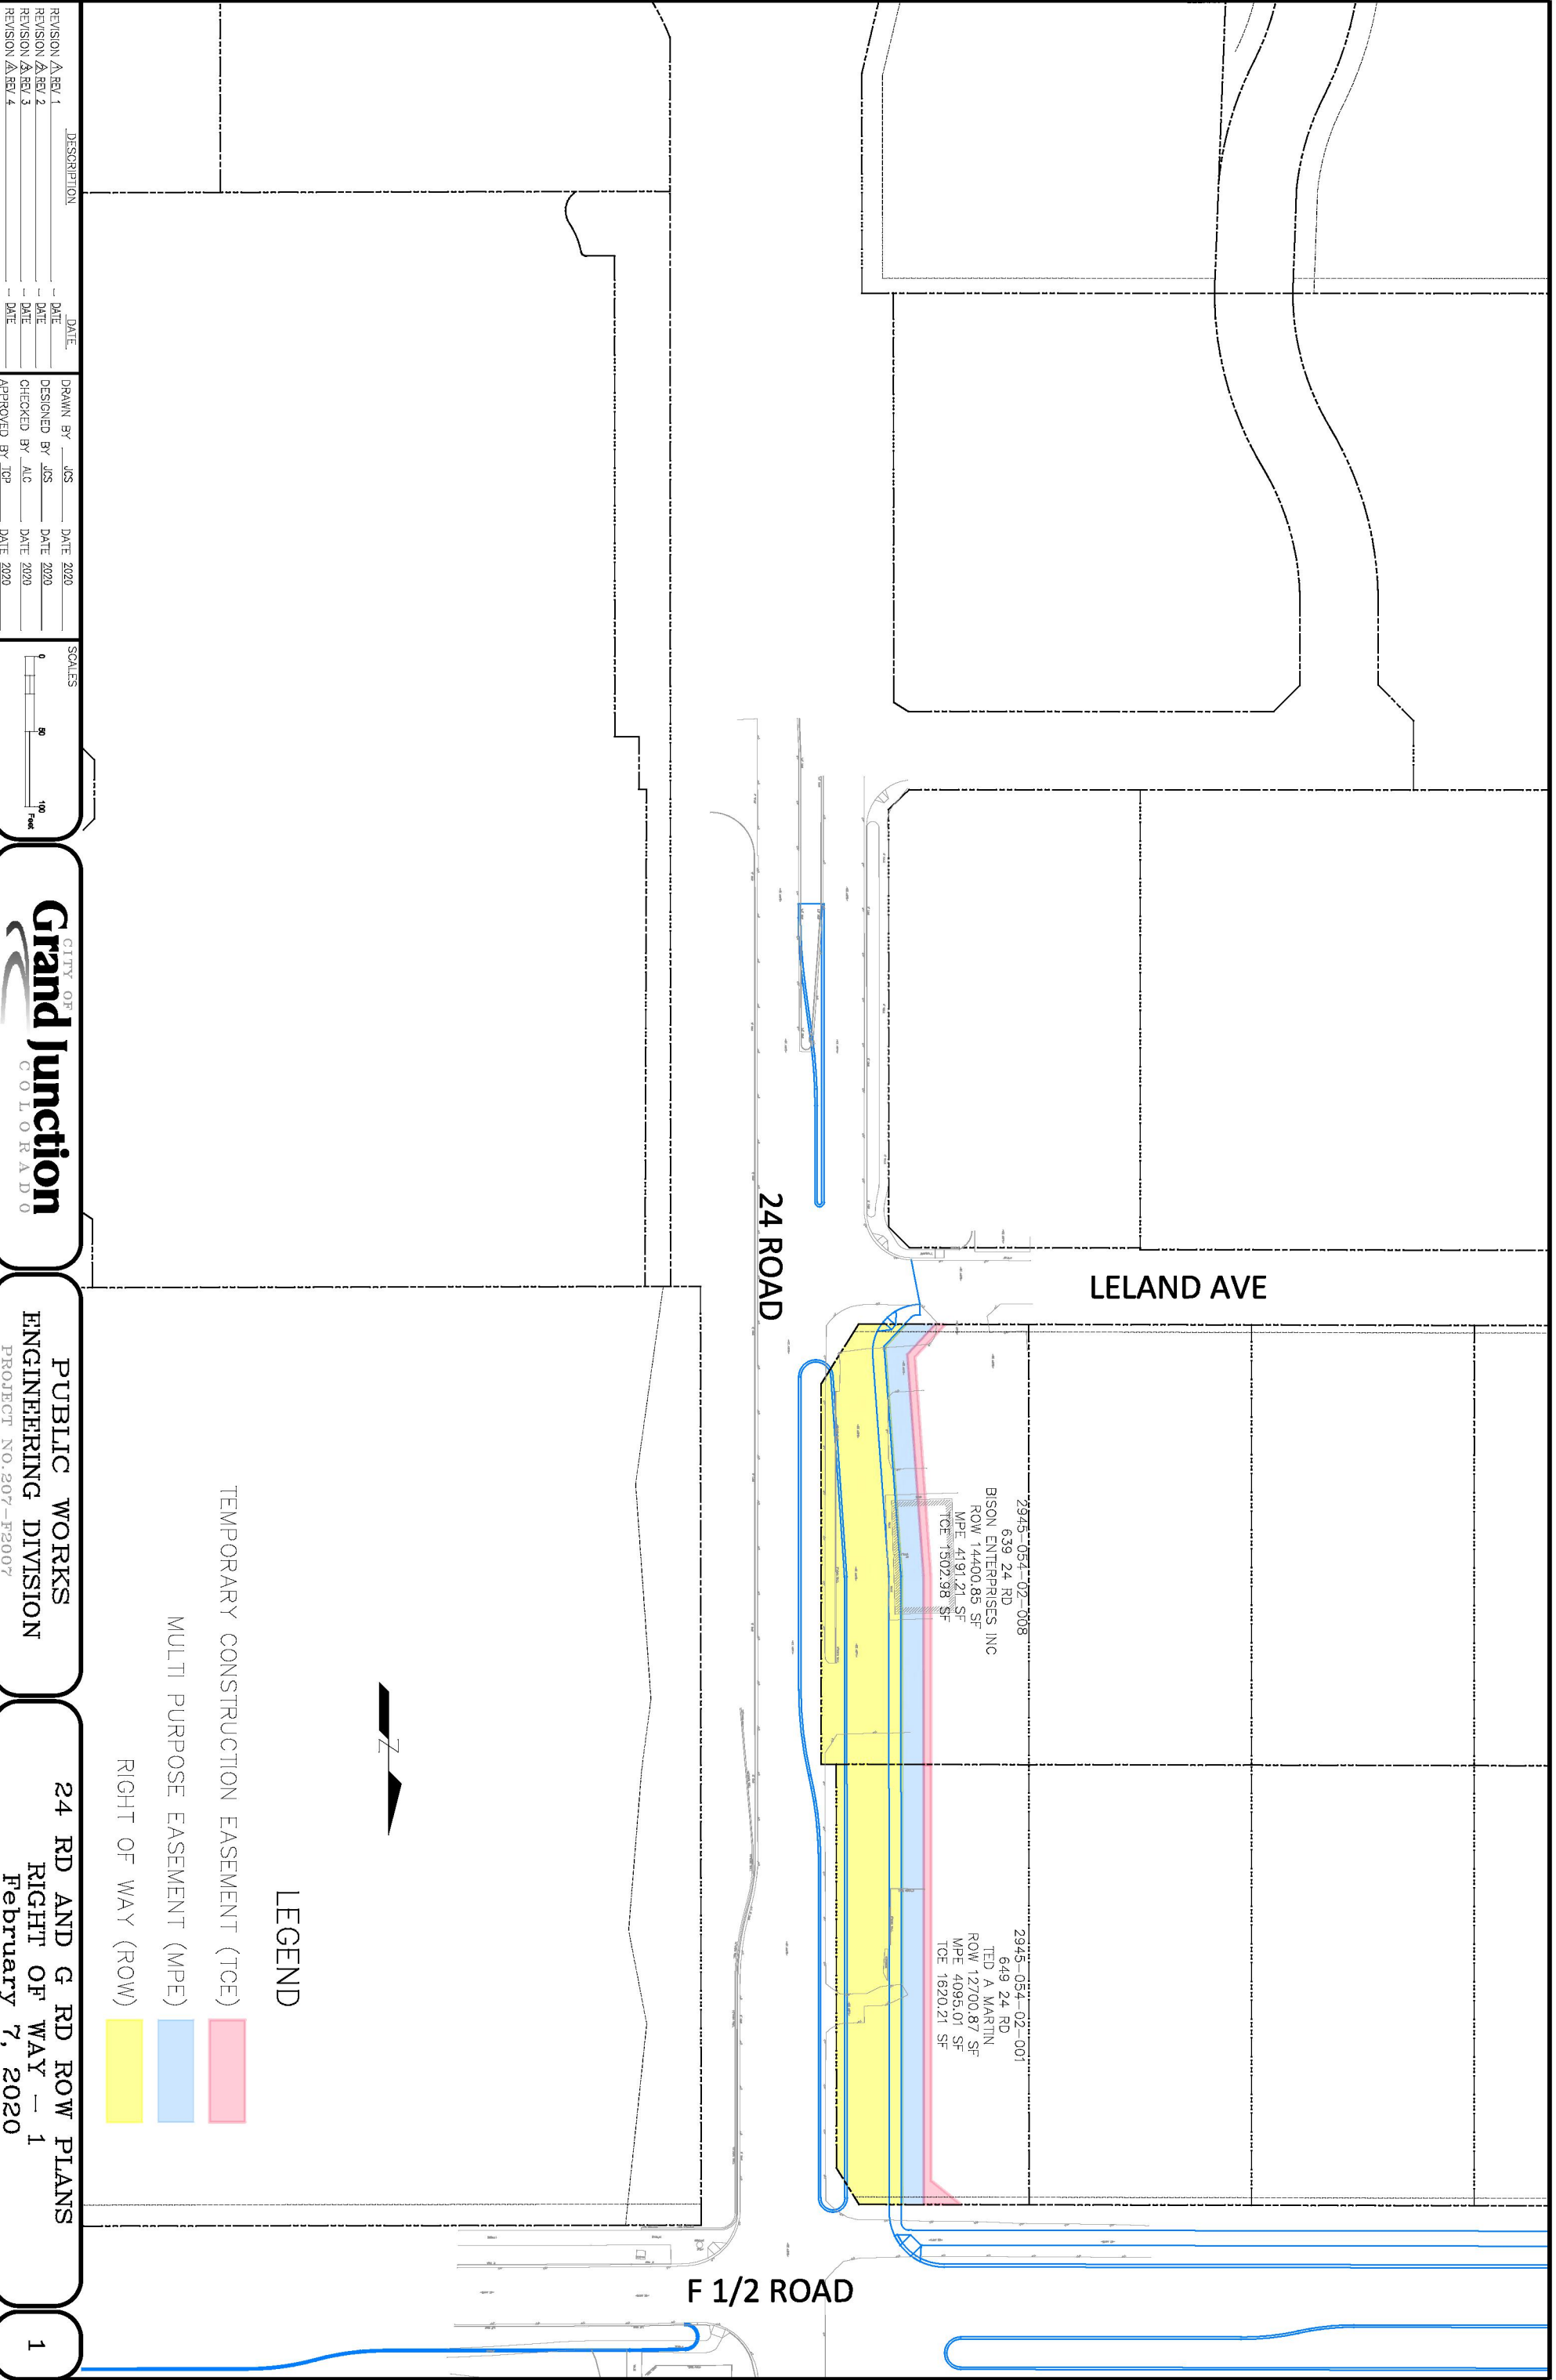 LELAND AVE
24 ROAD
F 1/2 ROAD
2945-054-02-008
639 24 RD
BISON ENTERPRISES INC
ROW 14400.85 SF
MPE 4191.21 SF
TCE 1502.98 SF
2945-054-02-001
649 24 RD
TED A MARTIN
ROW 12700.87 SF
MPE 4095.01 SF
TCE 1620.21 SF
Z
LEGEND
TEMPORARY CONSTRUCTION EASEMENT (TCE)
MULTI PURPOSE EASEMENT (MPE)
RIGHT OF WAY (ROW)
DESCRIPTION DATE
REVISION 1 REV 1 -- DATE
REVISION 2 REV 2 -- DATE
REVISION 3 REV 3 -- DATE
REVISION 4 REV 4 -- DATE
DRAWN BY JCS DATE 2020
DESIGNED BY JCS DATE 2020
CHECKED BY ALC DATE 2020
APPROVED BY TCP DATE 2020
SCALES
0 50 100
Feet
CITY OF
Grand Junction
COLORADO
PUBLIC WORKS
ENGINEERING DIVISION
PROJECT NO. 207-F2007
24 RD AND G RD ROW PLANS
RIGHT OF WAY - 1
February 7, 2020
1